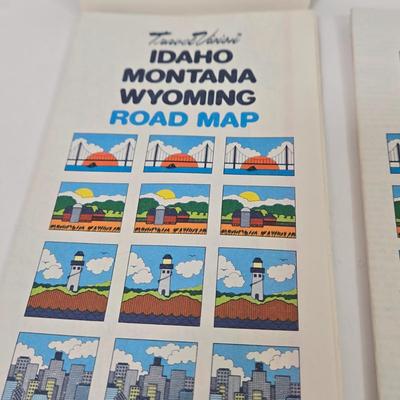 TravelVision
IDAHO
MONTANA
WYOMING
ROAD MAP